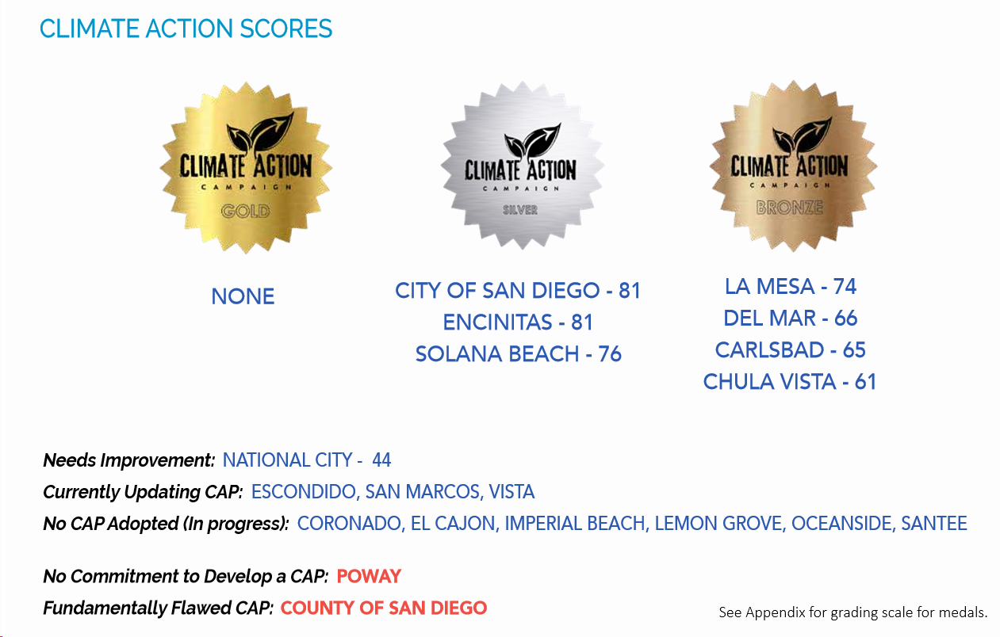 CLIMATE ACTION SCORES
CLIMATE ACTION
CAMPAIGN
GOLD
NONE
CLIMATE ACTION
CAMPAIGN
SILVER
CITY OF SAN DIEGO - 81
ENCINITAS - 81
SOLANA BEACH - 76
CLIMATE ACTION
CAMPAIGN
BRONZE
LA MESA - 74
DEL MAR - 66
CARLSBAD - 65
CHULA VISTA - 61
Needs Improvement: NATIONAL CITY - 44
Currently Updating CAP: ESCONDIDO, SAN MARCOS, VISTA
No CAP Adopted (In progress): CORONADO, EL CAJON, IMPERIAL BEACH, LEMON GROVE, OCEANSIDE, SANTEE
No Commitment to Develop a CAP: POWAY
Fundamentally Flawed CAP: COUNTY OF SAN DIEGO
See Appendix for grading scale for medals.